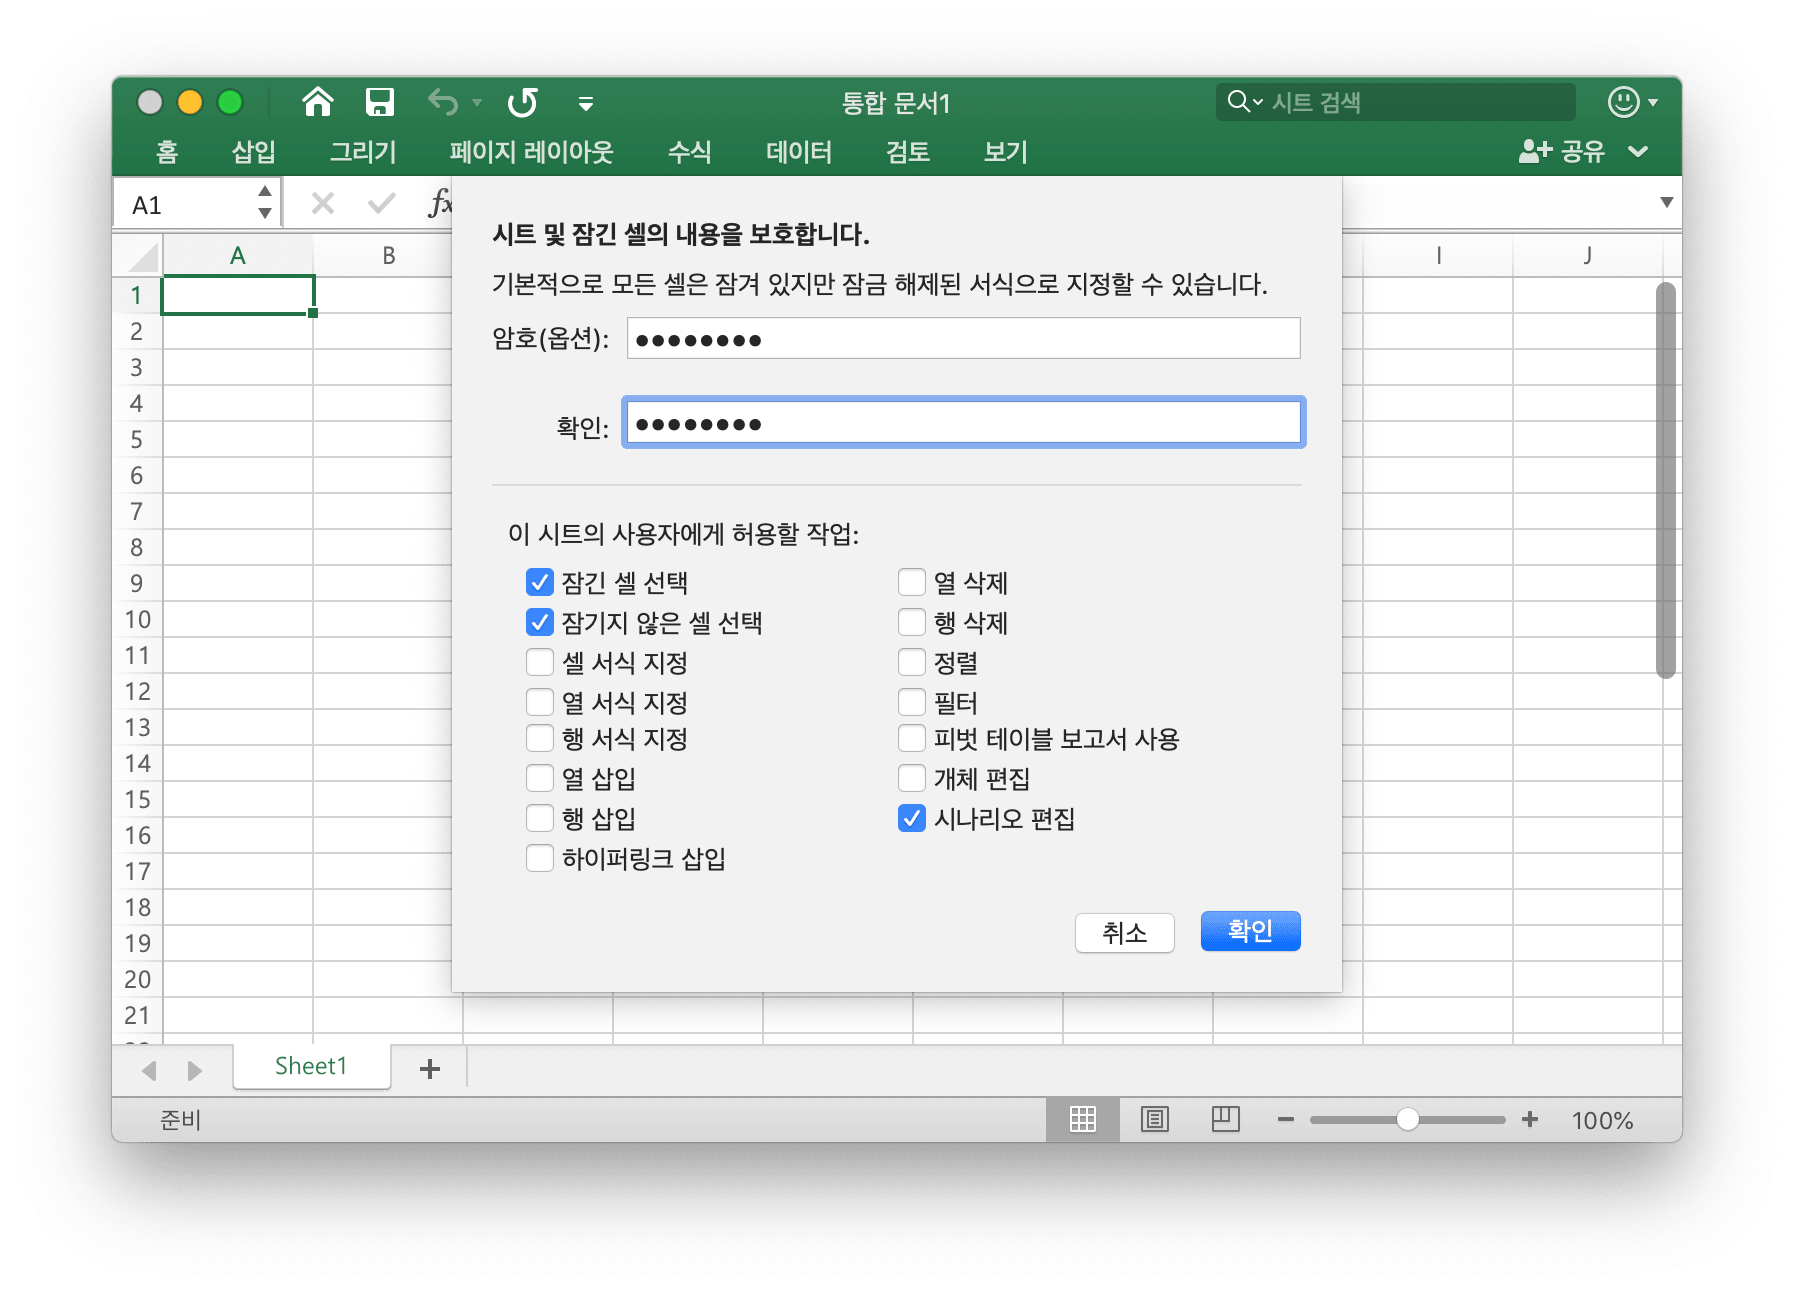 통합 문서1
시트 검색
홈 삽입 그리기 페이지 레이아웃 수식 데이터 검토 보기 공유
A1 fx
A B I J
시트 및 잠긴 셀의 내용을 보호합니다.
기본적으로 모든 셀은 잠겨 있지만 잠금 해제된 서식으로 지정할 수 있습니다.
암호(옵션): ●●●●●●●●
확인: ●●●●●●●●
이 시트의 사용자에게 허용할 작업:
잠긴 셀 선택
잠기지 않은 셀 선택
셀 서식 지정
열 서식 지정
행 서식 지정
열 삽입
행 삽입
하이퍼링크 삽입
열 삭제
행 삭제
정렬
필터
피벗 테이블 보고서 사용
개체 편집
시나리오 편집
취소 확인
1
2
3
4
5
6
7
8
9
10
11
12
13
14
15
16
17
18
19
20
21
Sheet1
준비 100%